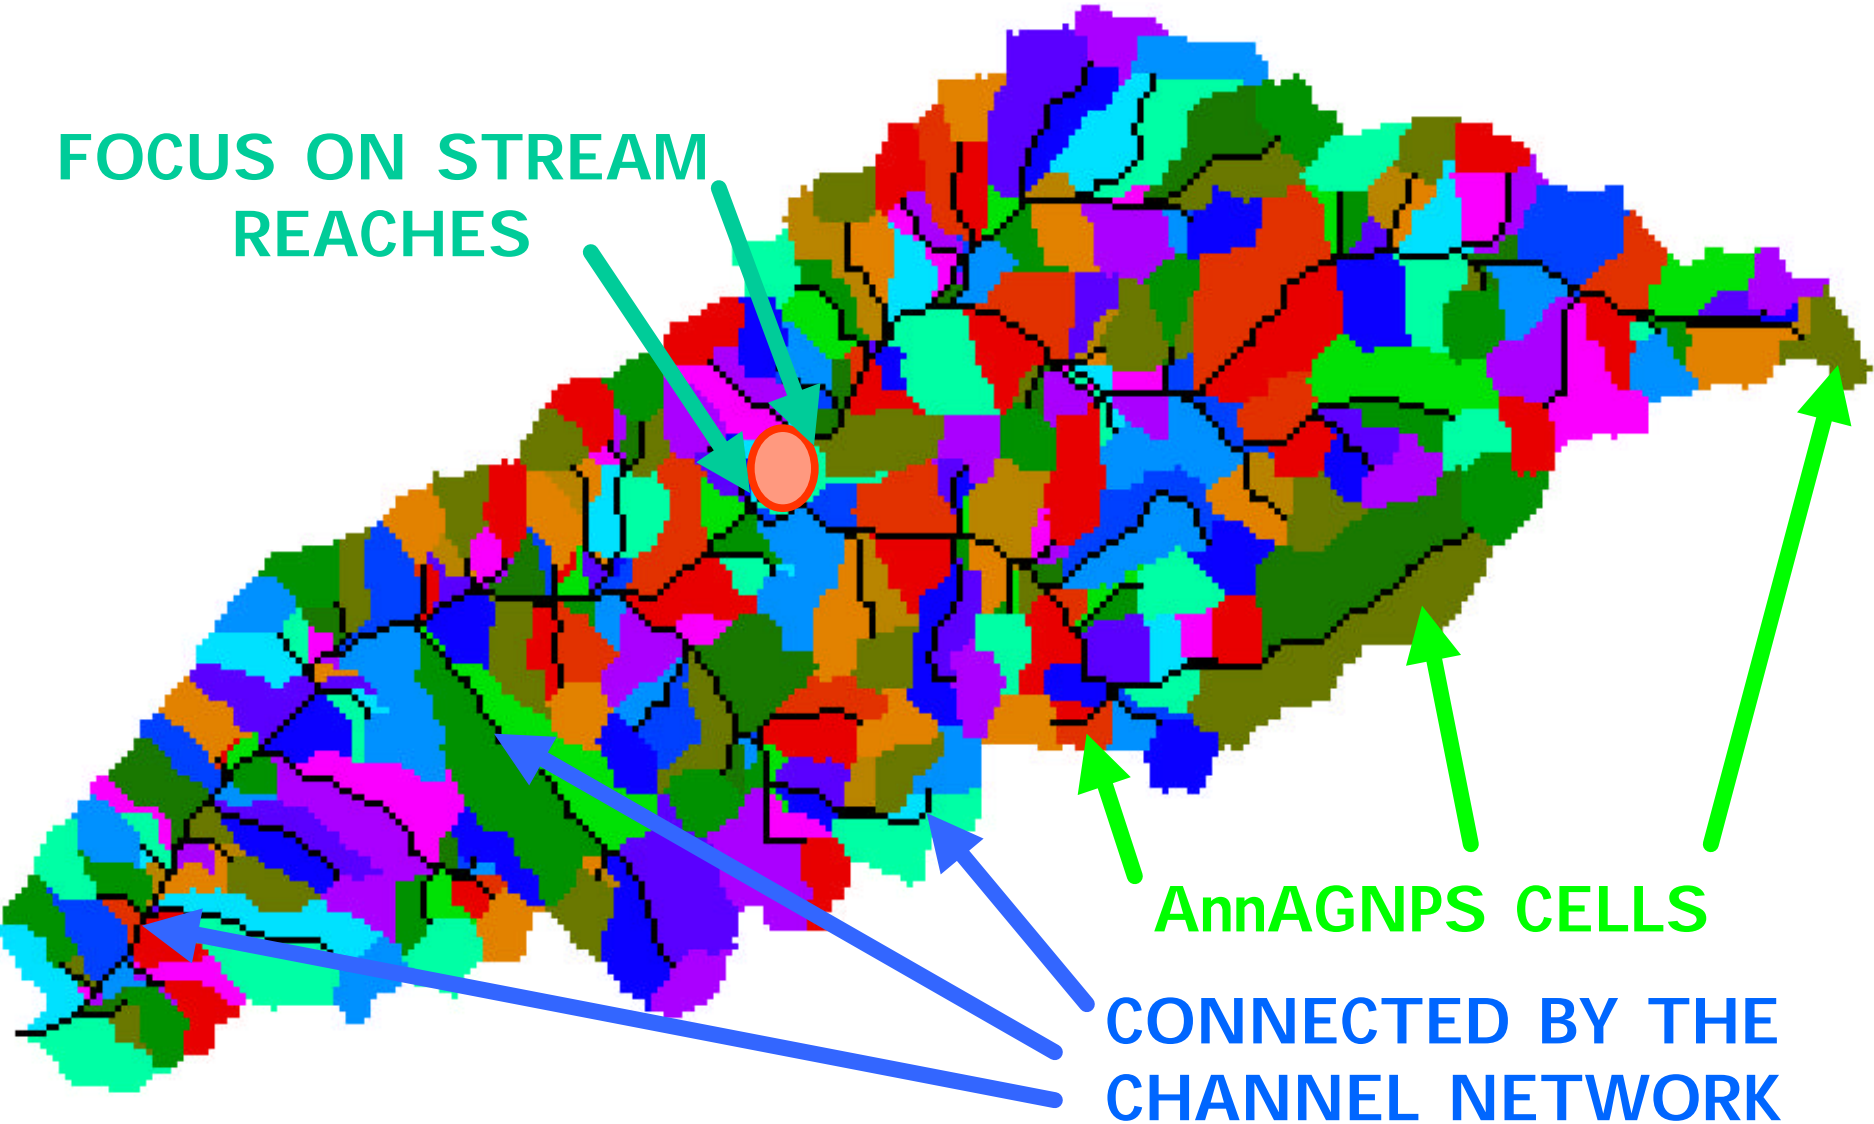 FOCUS ON STREAM
REACHES
AnnAGNPS CELLS
CONNECTED BY THE
CHANNEL NETWORK